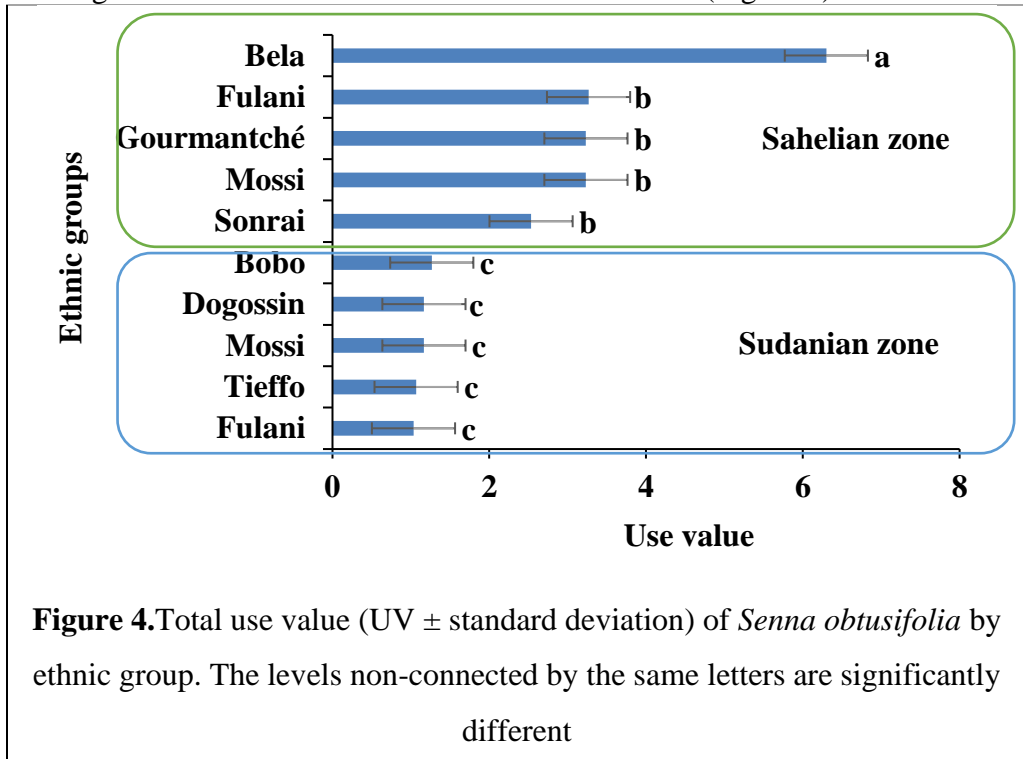 Bela
a
Fulani
b
Gourmantché
b
Sahelian zone
Mossi
b
Sonrai
b
Bobo
c
Dogossin
c
Mossi
c
Sudanian zone
Tieffo
c
Fulani
c
Ethnic groups
0 2 4 6 8
Use value
Figure 4.Total use value (UV ± standard deviation) of Senna obtusifolia by
ethnic group. The levels non-connected by the same letters are significantly
different